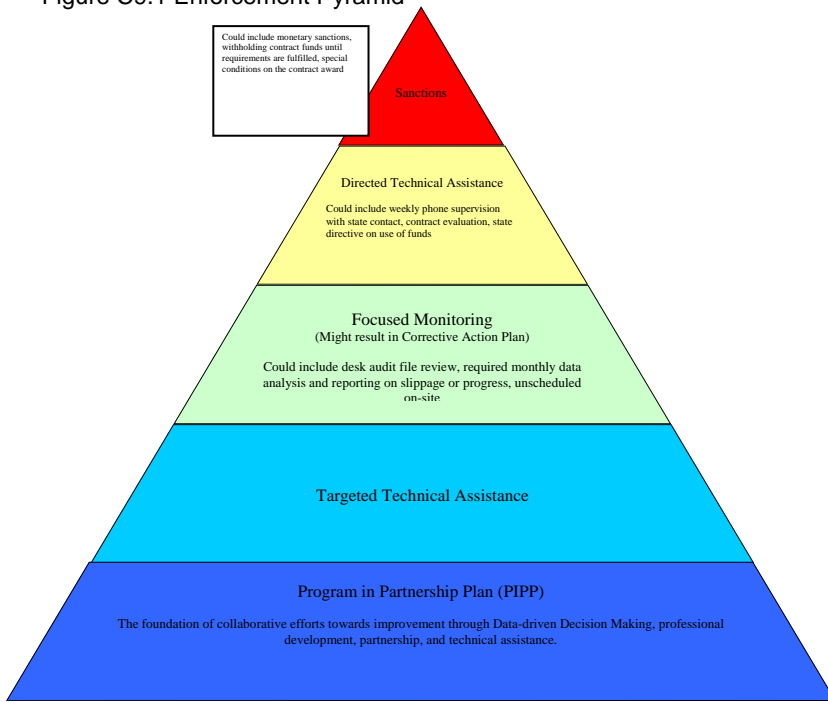 Figure C9.1 Enforcement Pyramid
Could include monetary sanctions,
withholding contract funds until
requirements are fulfilled, special
conditions on the contract award
Sanctions
Directed Technical Assistance
Could include weekly phone supervision
with state contact, contract evaluation, state
directive on use of funds
Focused Monitoring
(Might result in Corrective Action Plan)
Could include desk audit file review, required monthly data
analysis and reporting on slippage or progress, unscheduled
on-site
Targeted Technical Assistance
Program in Partnership Plan (PIPP)
The foundation of collaborative efforts towards improvement through Data-driven Decision Making, professional
development, partnership, and technical assistance.